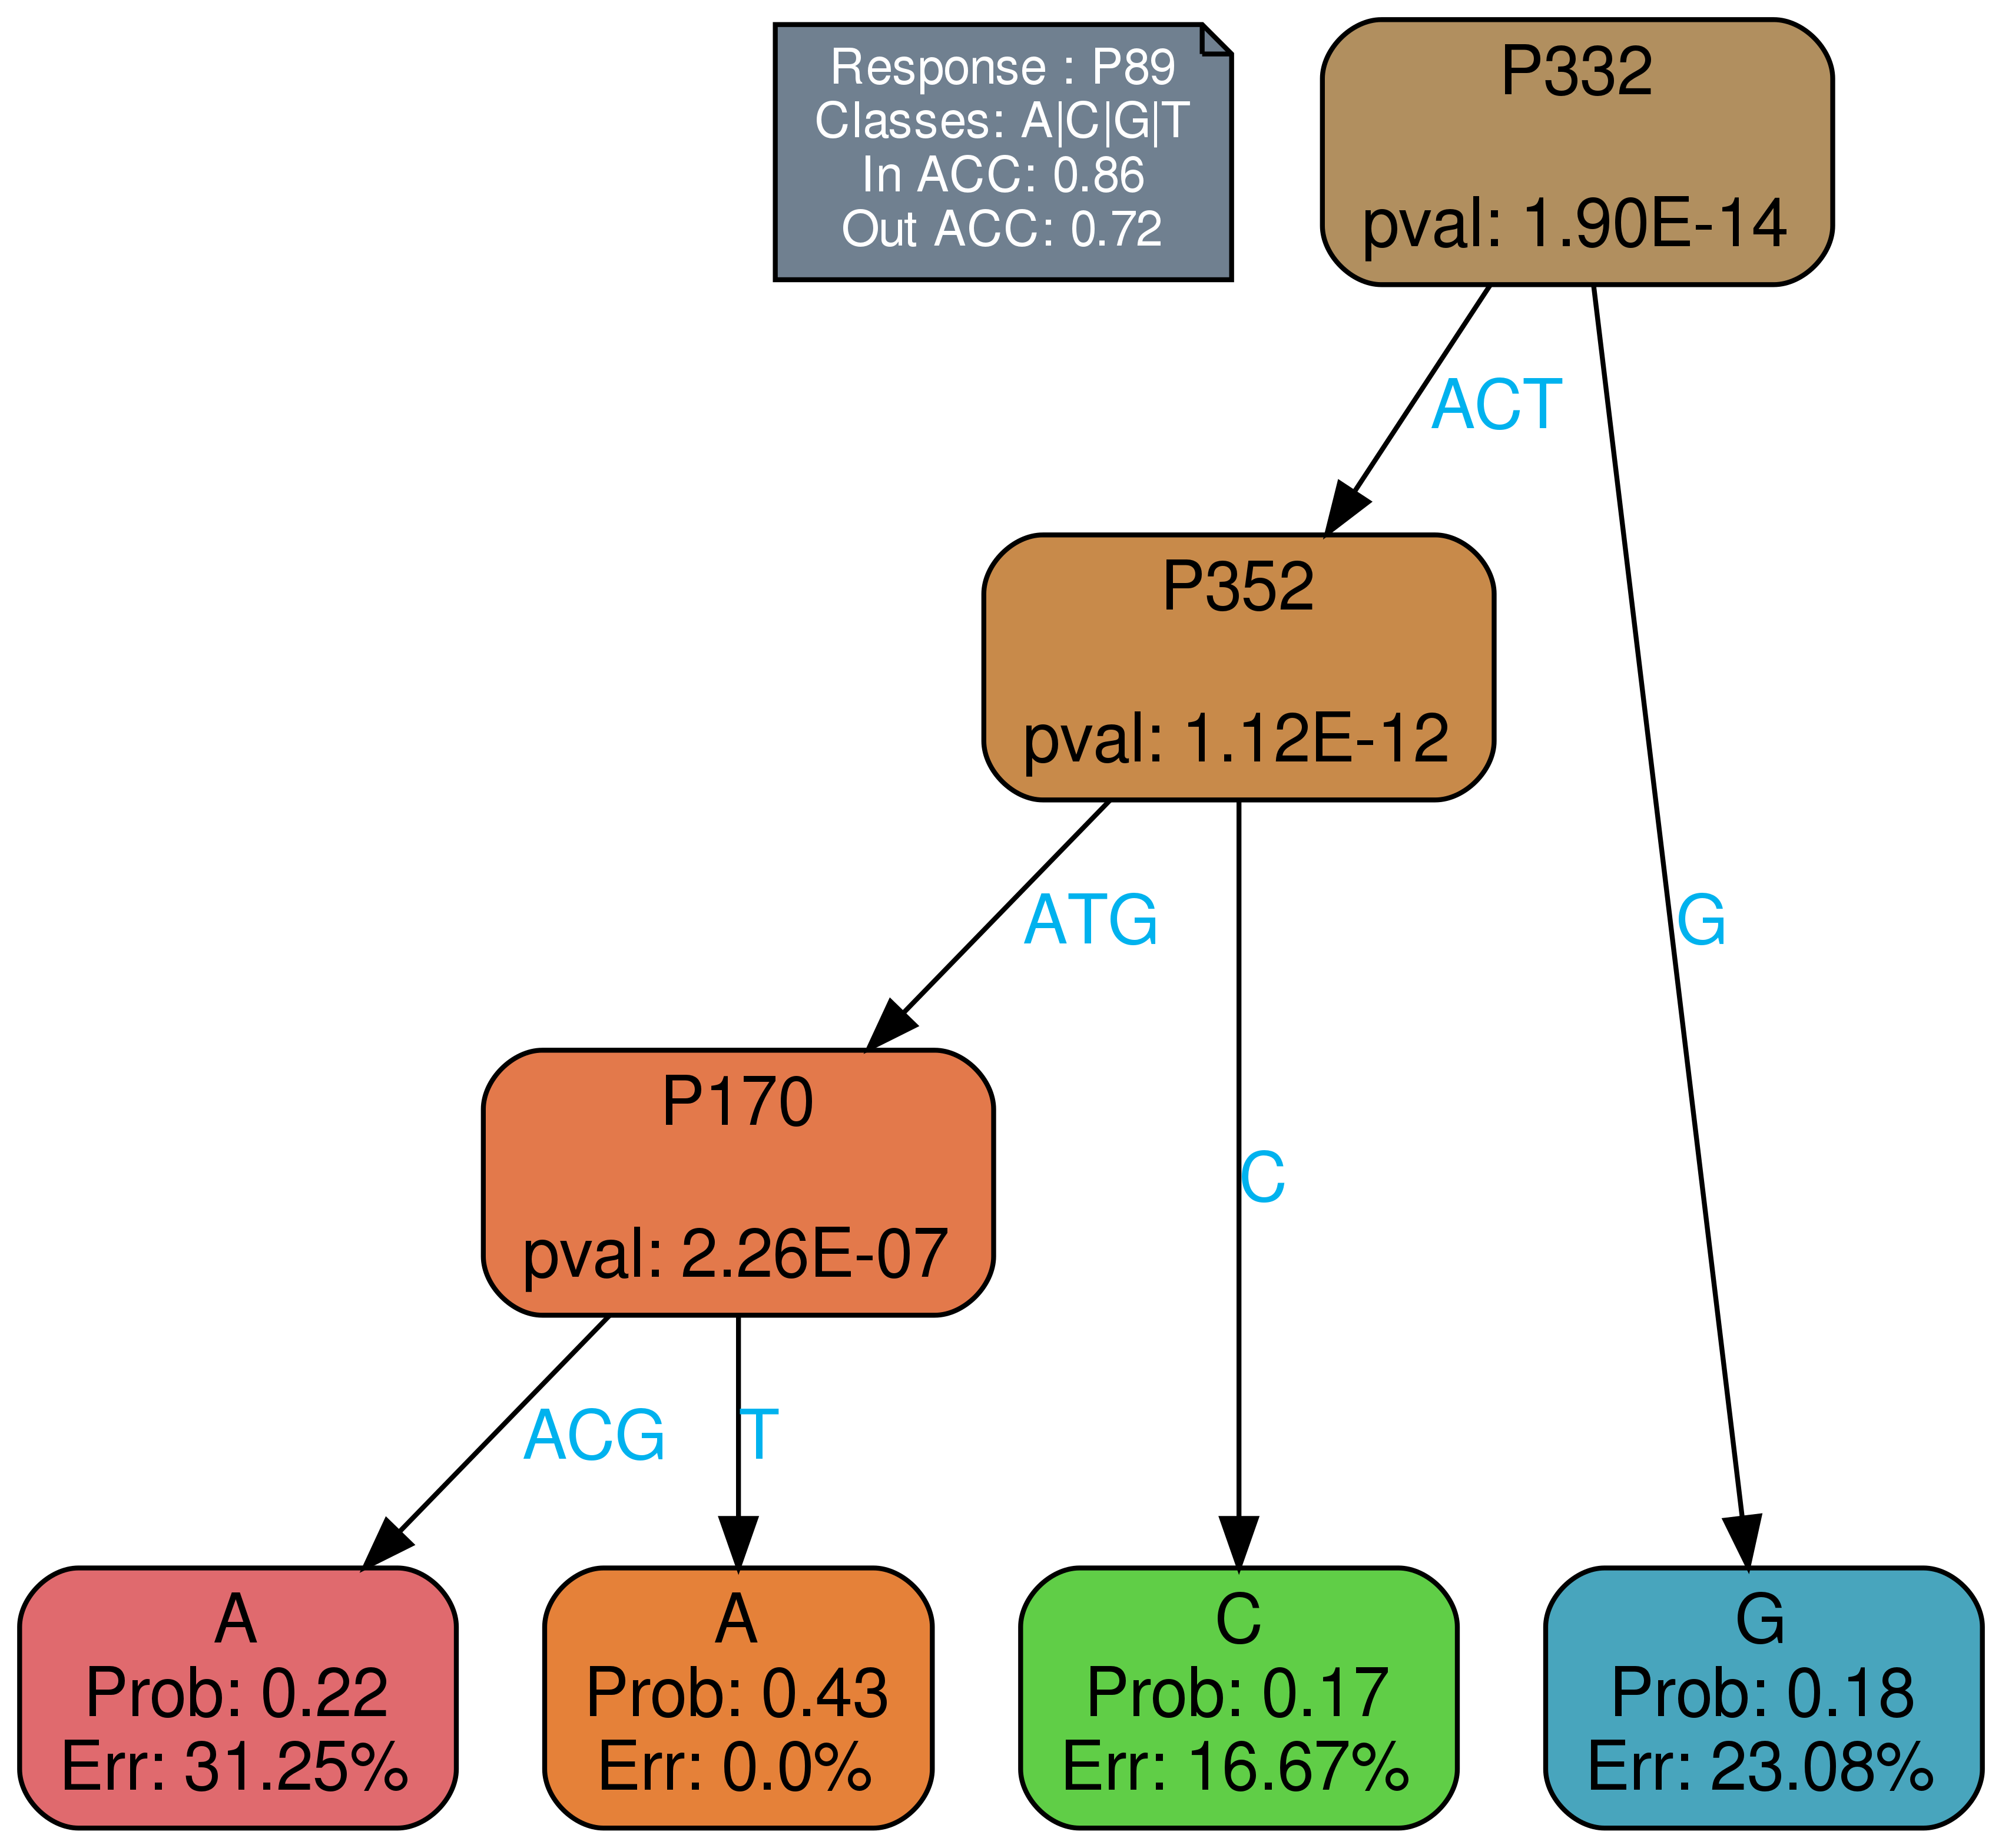 Response : P89
Classes: A|C|G|T
In ACC: 0.86
Out ACC: 0.72
P332
pval: 1.90E-14
ACT
G
P352
pval: 1.12E-12
ATG
C
P170
pval: 2.26E-07
ACG
T
A
Prob: 0.22
Err: 31.25%
A
Prob: 0.43
Err: 0.0%
C
Prob: 0.17
Err: 16.67%
G
Prob: 0.18
Err: 23.08%